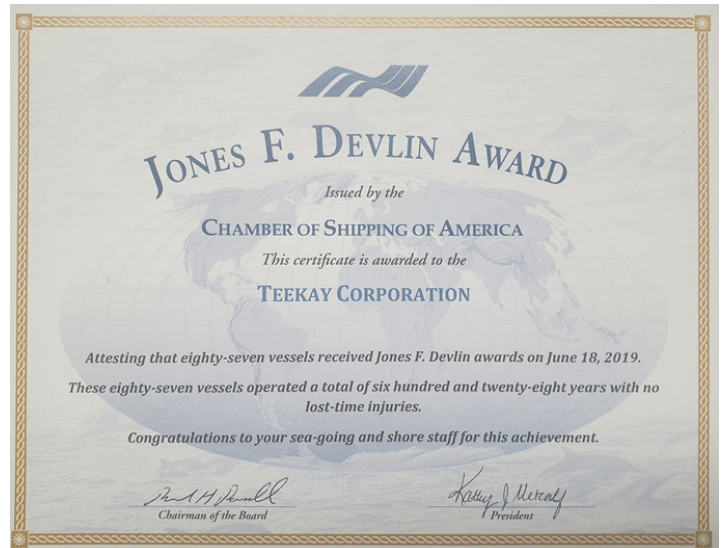 JONES F. DEVLIN AWARD
Issued by the
CHAMBER OF SHIPPING OF AMERICA
This certificate is awarded to the
TEEKAY CORPORATION
Attesting that eighty-seven vessels received Jones F. Devlin awards on June 18, 2019.
These eighty-seven vessels operated a total of six hundred and twenty-eight years with no
lost-time injuries.
Congratulations to your sea-going and shore staff for this achievement.
Kathy J Metcalf
Chairman of the Board
President